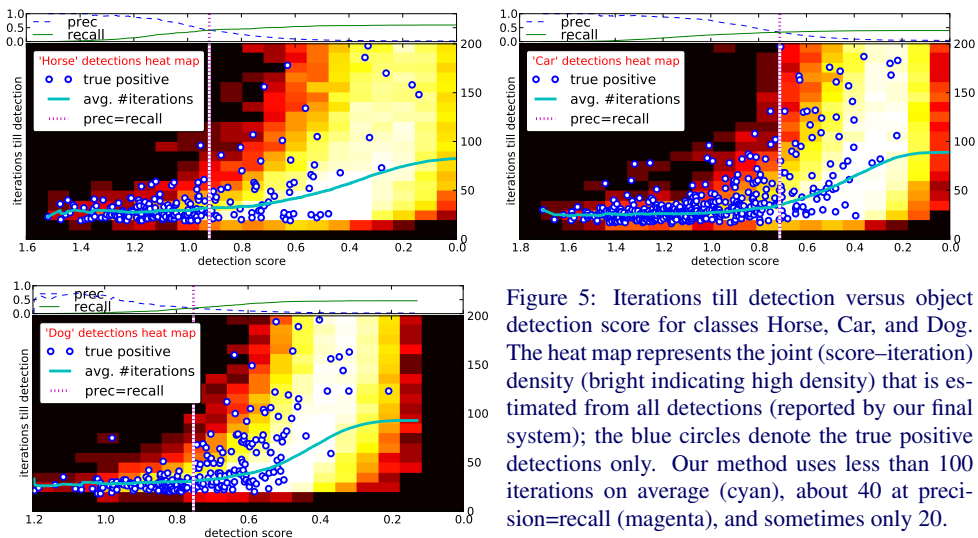 1.0
0.5
0.0
prec
recall
'Horse' detections heat map
true positive
avg. #iterations
prec=recall
iterations till detection
200
150
100
50
0
1.6 1.4 1.2 1.0 0.8 0.6 0.4 0.2 0.0
detection score
1.0
0.5
0.0
prec
recall
'Car' detections heat map
true positive
avg. #iterations
prec=recall
iterations till detection
200
150
100
50
0
1.8 1.6 1.4 1.2 1.0 0.8 0.6 0.4 0.2 0.0
detection score
1.0
0.5
0.0
prec
recall
'Dog' detections heat map
true positive
avg. #iterations
prec=recall
iterations till detection
200
150
100
50
0
1.2 1.0 0.8 0.6 0.4 0.2 0.0
detection score
Figure 5: Iterations till detection versus object
detection score for classes Horse, Car, and Dog.
The heat map represents the joint (score–iteration)
density (bright indicating high density) that is es-
timated from all detections (reported by our final
system); the blue circles denote the true positive
detections only. Our method uses less than 100
iterations on average (cyan), about 40 at preci-
sion=recall (magenta), and sometimes only 20.